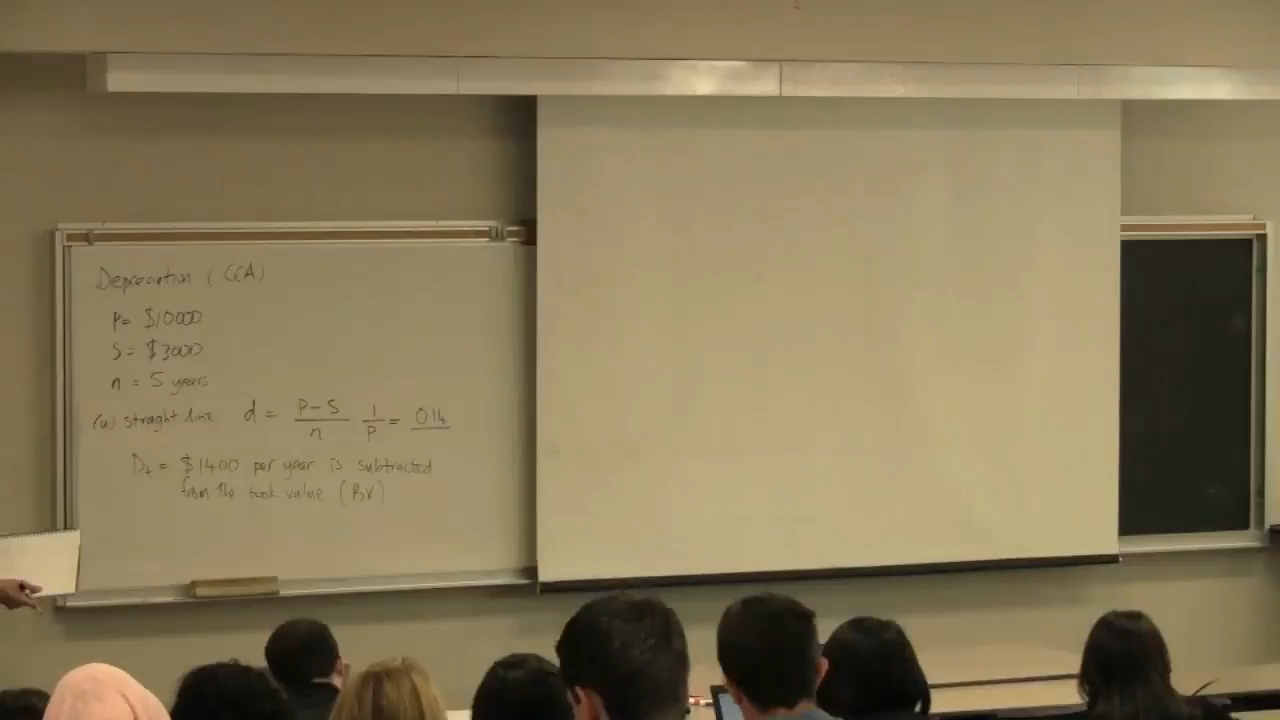 Depreciation (CCA)
P= $10000
S= $3000
n = 5 years
(a) straight line d = P-S / n 1 / P = 0.14
Dt = $1400 per year is subtracted
from the book value (BV)